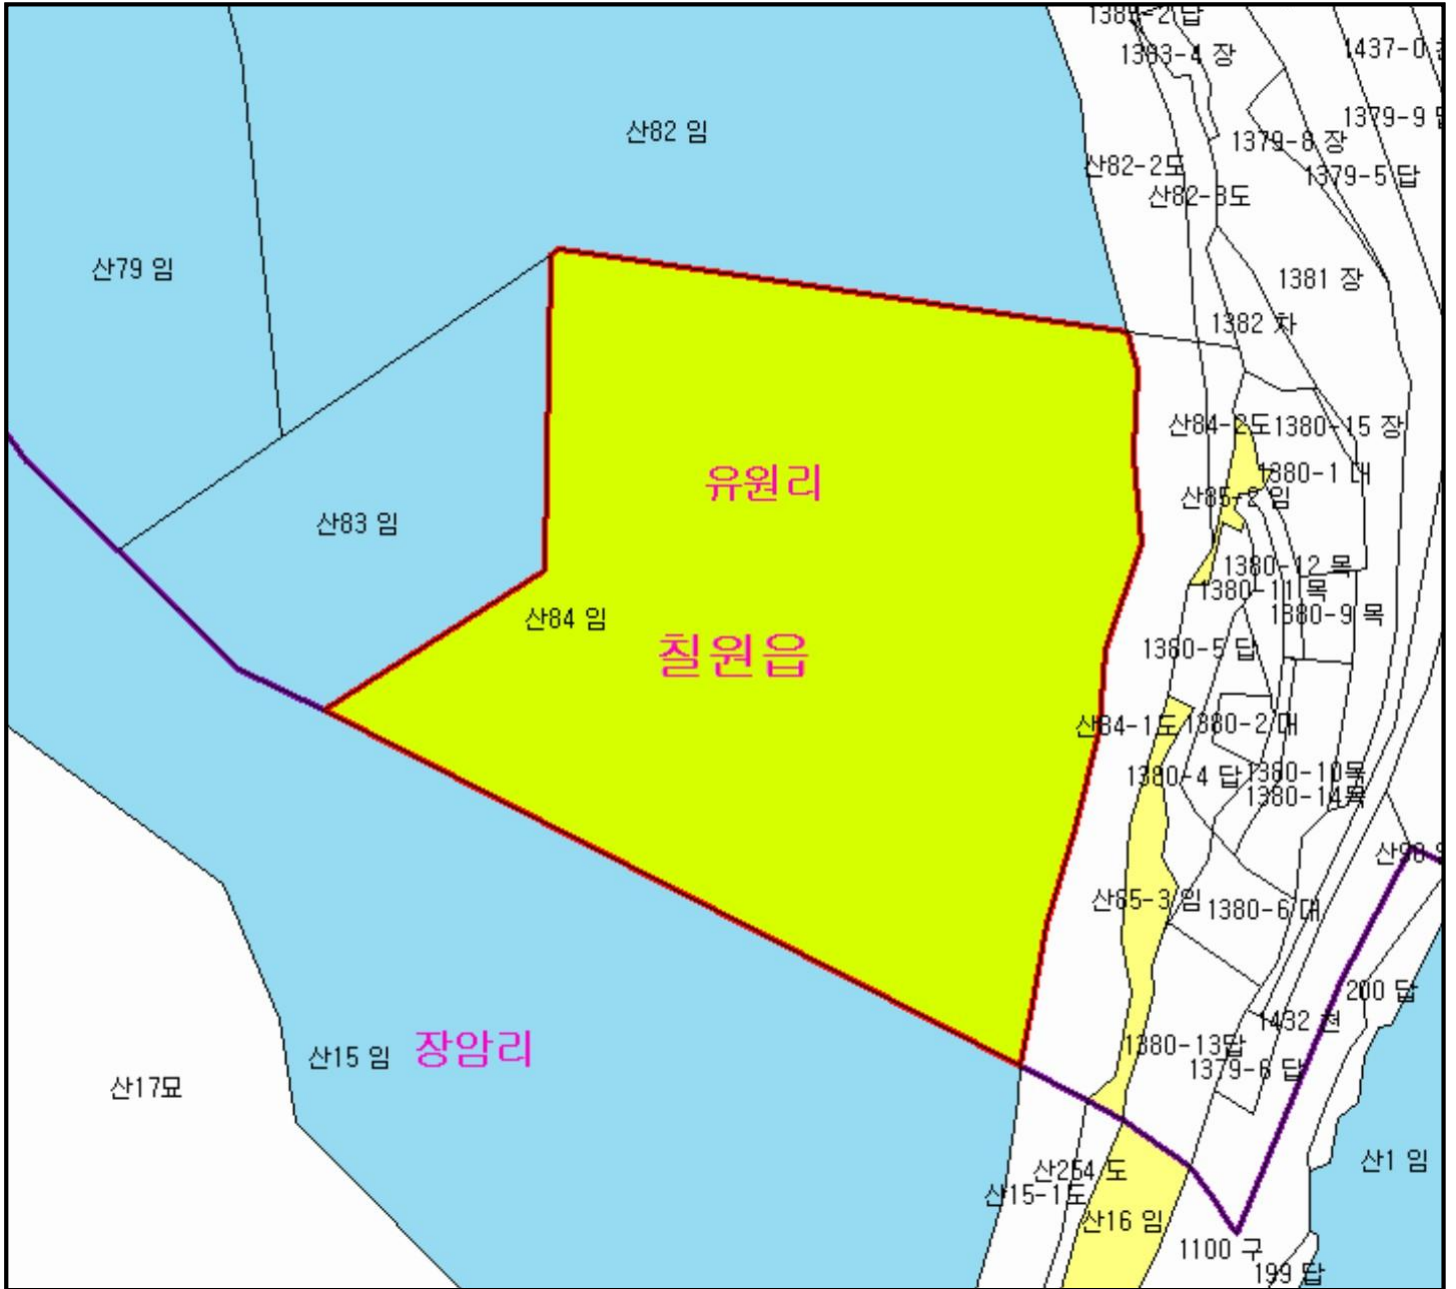 1383-4 장
산82 임
1379-8 장
산82-2도
1379-5 답
산82-3도
산79 임
1381 장
1382 차
산84-2도
1380-15 장
유원리
1380-1 대
산85-2 임
산83 임
1380-12 목
1380-11 목
1380-9 목
산84 임
칠원읍
1380-5 답
산84-1도
1380-2 대
1380-4 답
1380-10목
1380-14목
산85-3 임
1380-6 대
200 답
1432 천
장암리
산15 임
1380-13답
1379-6 답
산17묘
산1 임
산254 도
산15-1도
산16 임
1100 구
199 답